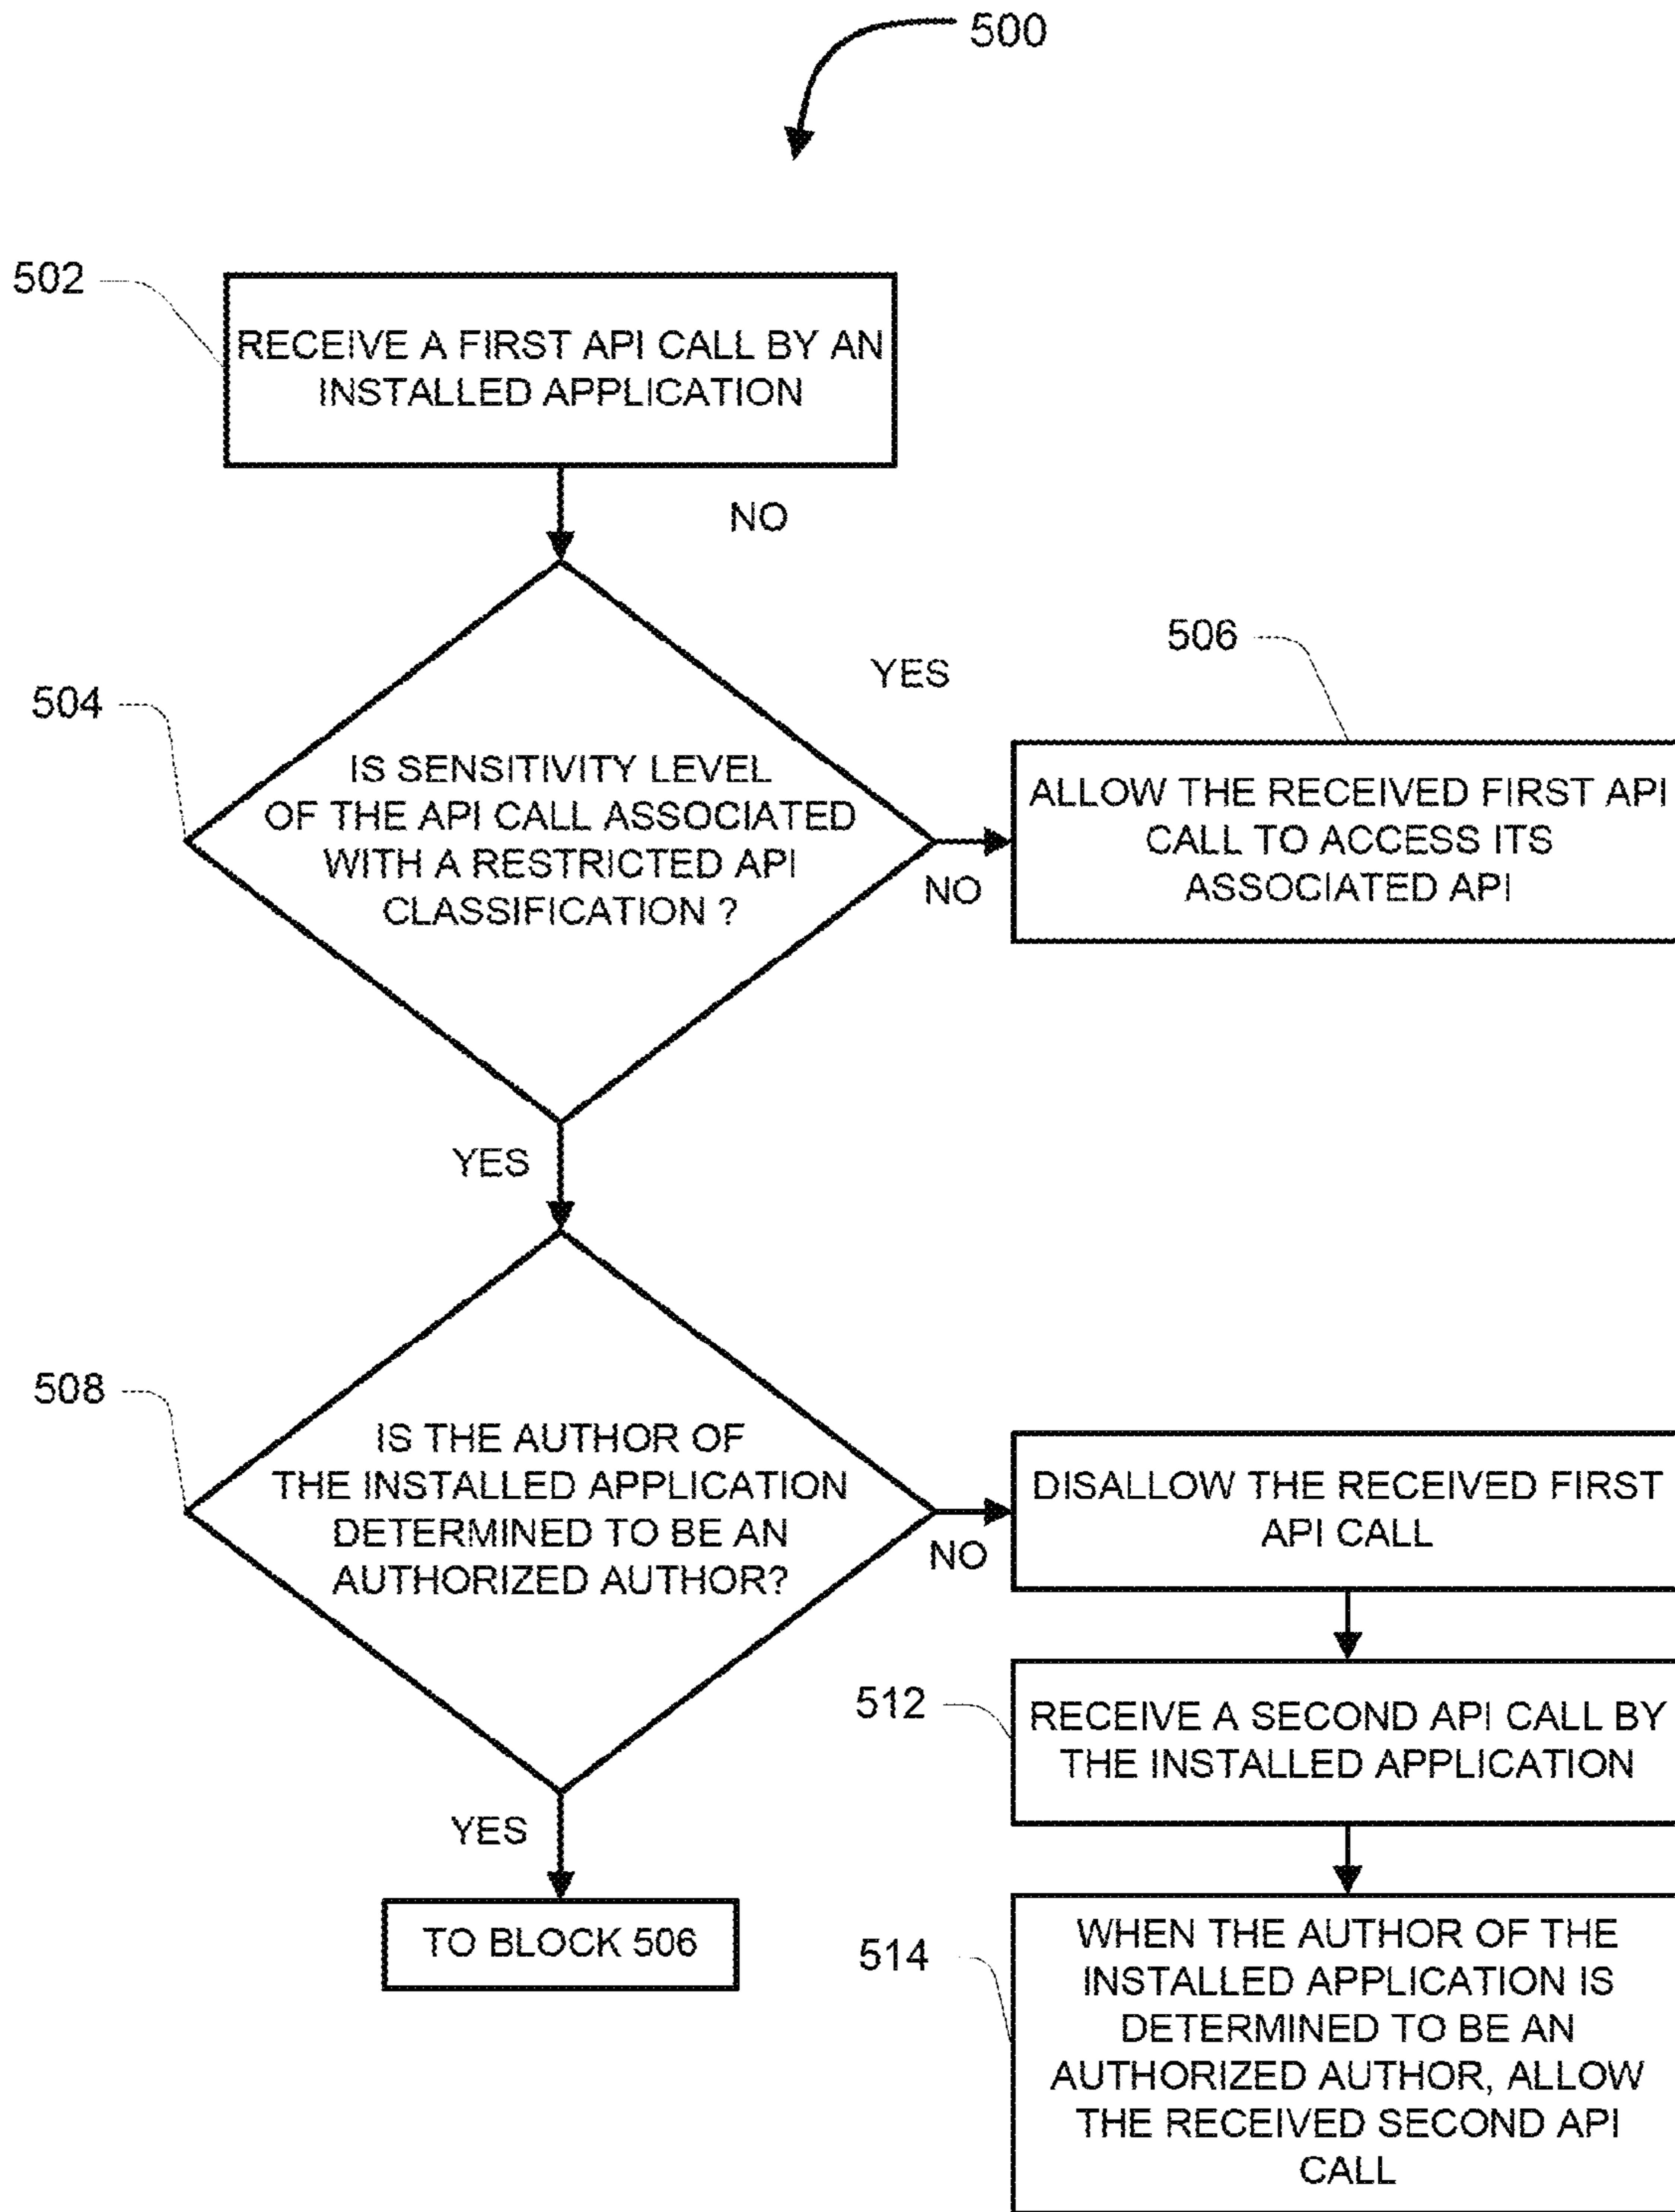 500
502
RECEIVE A FIRST API CALL BY AN
INSTALLED APPLICATION
NO
504
IS SENSITIVITY LEVEL
OF THE API CALL ASSOCIATED
WITH A RESTRICTED API
CLASSIFICATION ?
YES
NO
506
ALLOW THE RECEIVED FIRST API
CALL TO ACCESS ITS
ASSOCIATED API
YES
508
IS THE AUTHOR OF
THE INSTALLED APPLICATION
DETERMINED TO BE AN
AUTHORIZED AUTHOR?
NO
DISALLOW THE RECEIVED FIRST
API CALL
512
RECEIVE A SECOND API CALL BY
THE INSTALLED APPLICATION
YES
TO BLOCK 506
514
WHEN THE AUTHOR OF THE
INSTALLED APPLICATION IS
DETERMINED TO BE AN
AUTHORIZED AUTHOR, ALLOW
THE RECEIVED SECOND API
CALL